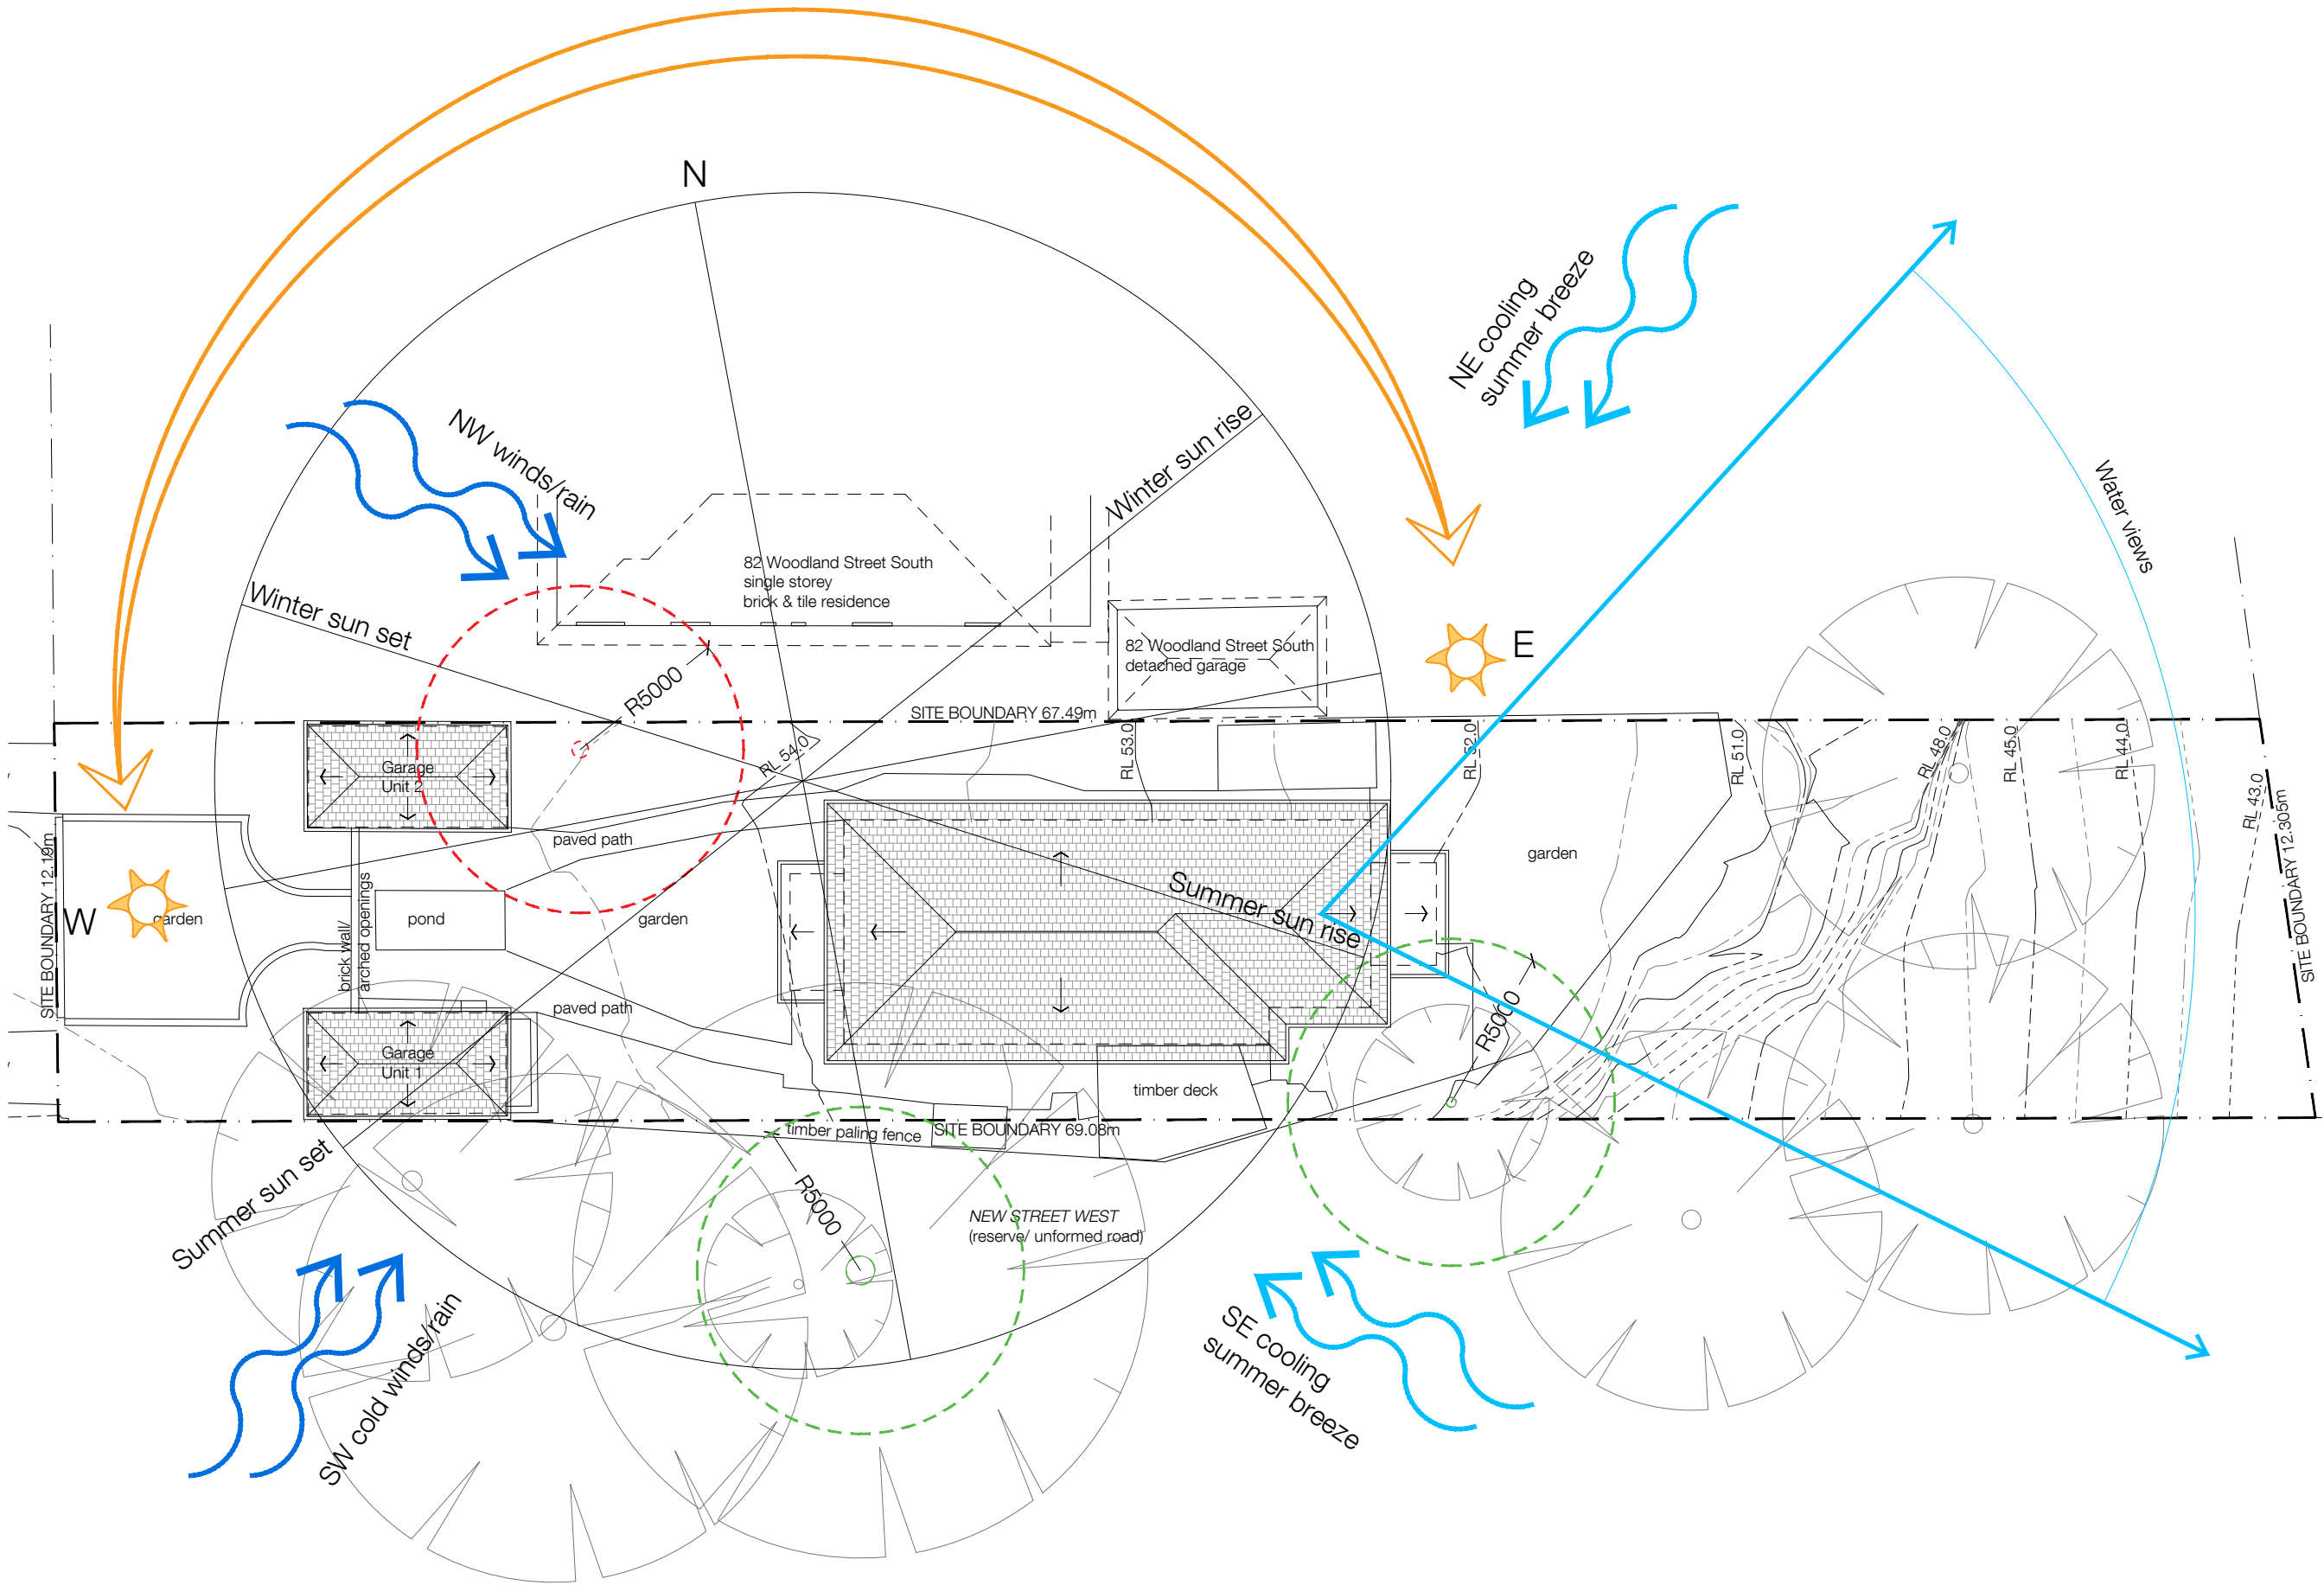 N
NE cooling
summer breeze
NW winds/rain
Winter sun rise
Water views
82 Woodland Street South
single storey
brick & tile residence
Winter sun set
82 Woodland Street South
detached garage
E
R5000
SITE BOUNDARY 67.49m
RL 54.0
RL 53.0
RL 52.0
RL 51.0
RL 48.0
RL 45.0
RL 44.0
RL 43.0
SITE BOUNDARY 12.305m
Garage
Unit 2
SITE BOUNDARY 12.19m
paved path
garden
W
garden
brick wall/
arched openings
pond
garden
Summer sun rise
paved path
R5000
Garage
Unit 1
timber deck
timber paling fence
SITE BOUNDARY 69.08m
Summer sun set
R5000
NEW STREET WEST
(reserve/ unformed road)
SW cold winds/rain
SE cooling
summer breeze